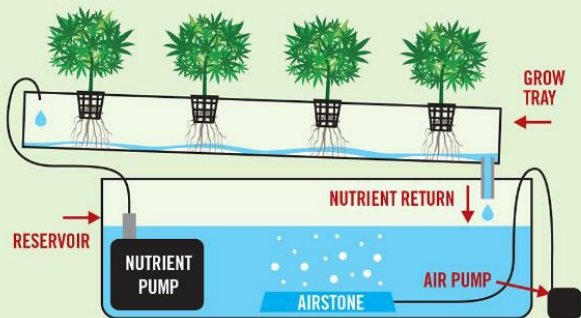 GROW
TRAY
NUTRIENT RETURN
RESERVOIR
NUTRIENT
PUMP
AIRSTONE
AIR PUMP